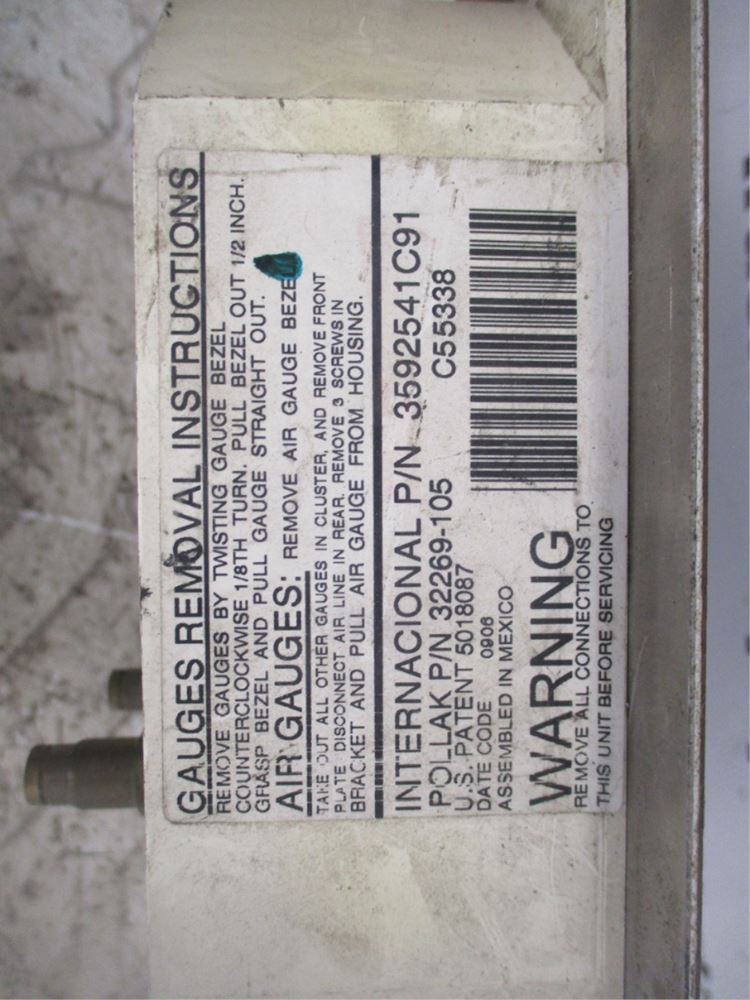 GAUGES REMOVAL INSTRUCTIONS
REMOVE GAUGES BY TWISTING GAUGE BEZEL
COUNTERCLOCKWISE 1/8TH TURN. PULL BEZEL OUT 1/2 INCH.
GRASP BEZEL AND PULL GAUGE STRAIGHT OUT.
AIR GAUGES: REMOVE AIR GAUGE BEZEL
TAKE OUT ALL OTHER GAUGES IN CLUSTER, AND REMOVE FRONT
PLATE. DISCONNECT AIR LINE IN REAR. REMOVE 3 SCREWS IN
BRACKET AND PULL AIR GAUGE FROM HOUSING.
INTERNACIONAL P/N 3592541C91
POLLAK P/N 32269-105 C55338
U.S. PATENT 5018087
DATE CODE 0906
ASSEMBLED IN MEXICO
WARNING
REMOVE ALL CONNECTIONS TO
THIS UNIT BEFORE SERVICING